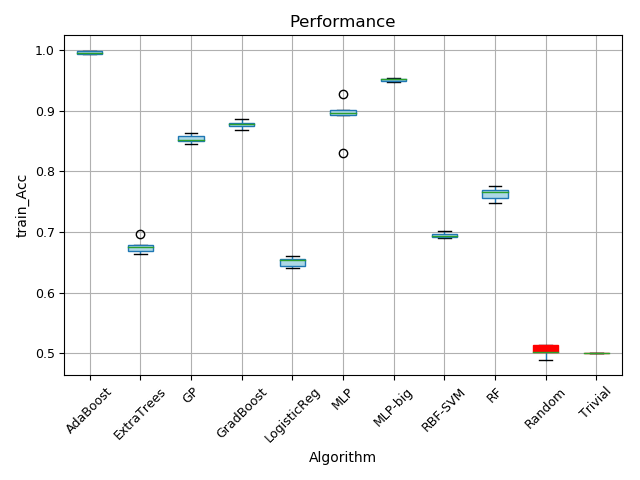 Performance
train_Acc
1.0
0.9
0.8
0.7
0.6
0.5
AdaBoost
ExtraTrees
GP
GradBoost
LogisticReg
MLP
MLP-big
RBF-SVM
RF
Random
Trivial
Algorithm